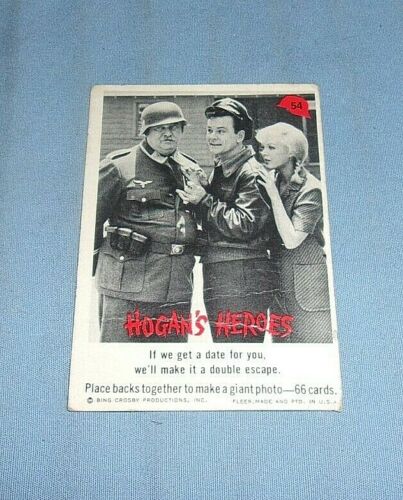 54
HOGAN'S HEROES
If we get a date for you,
we'll make it a double escape.
Place backs together to make a giant photo—66 cards.
© BING CROSBY PRODUCTIONS, INC. FLEER, MADE AND PTD. IN U.S.A.